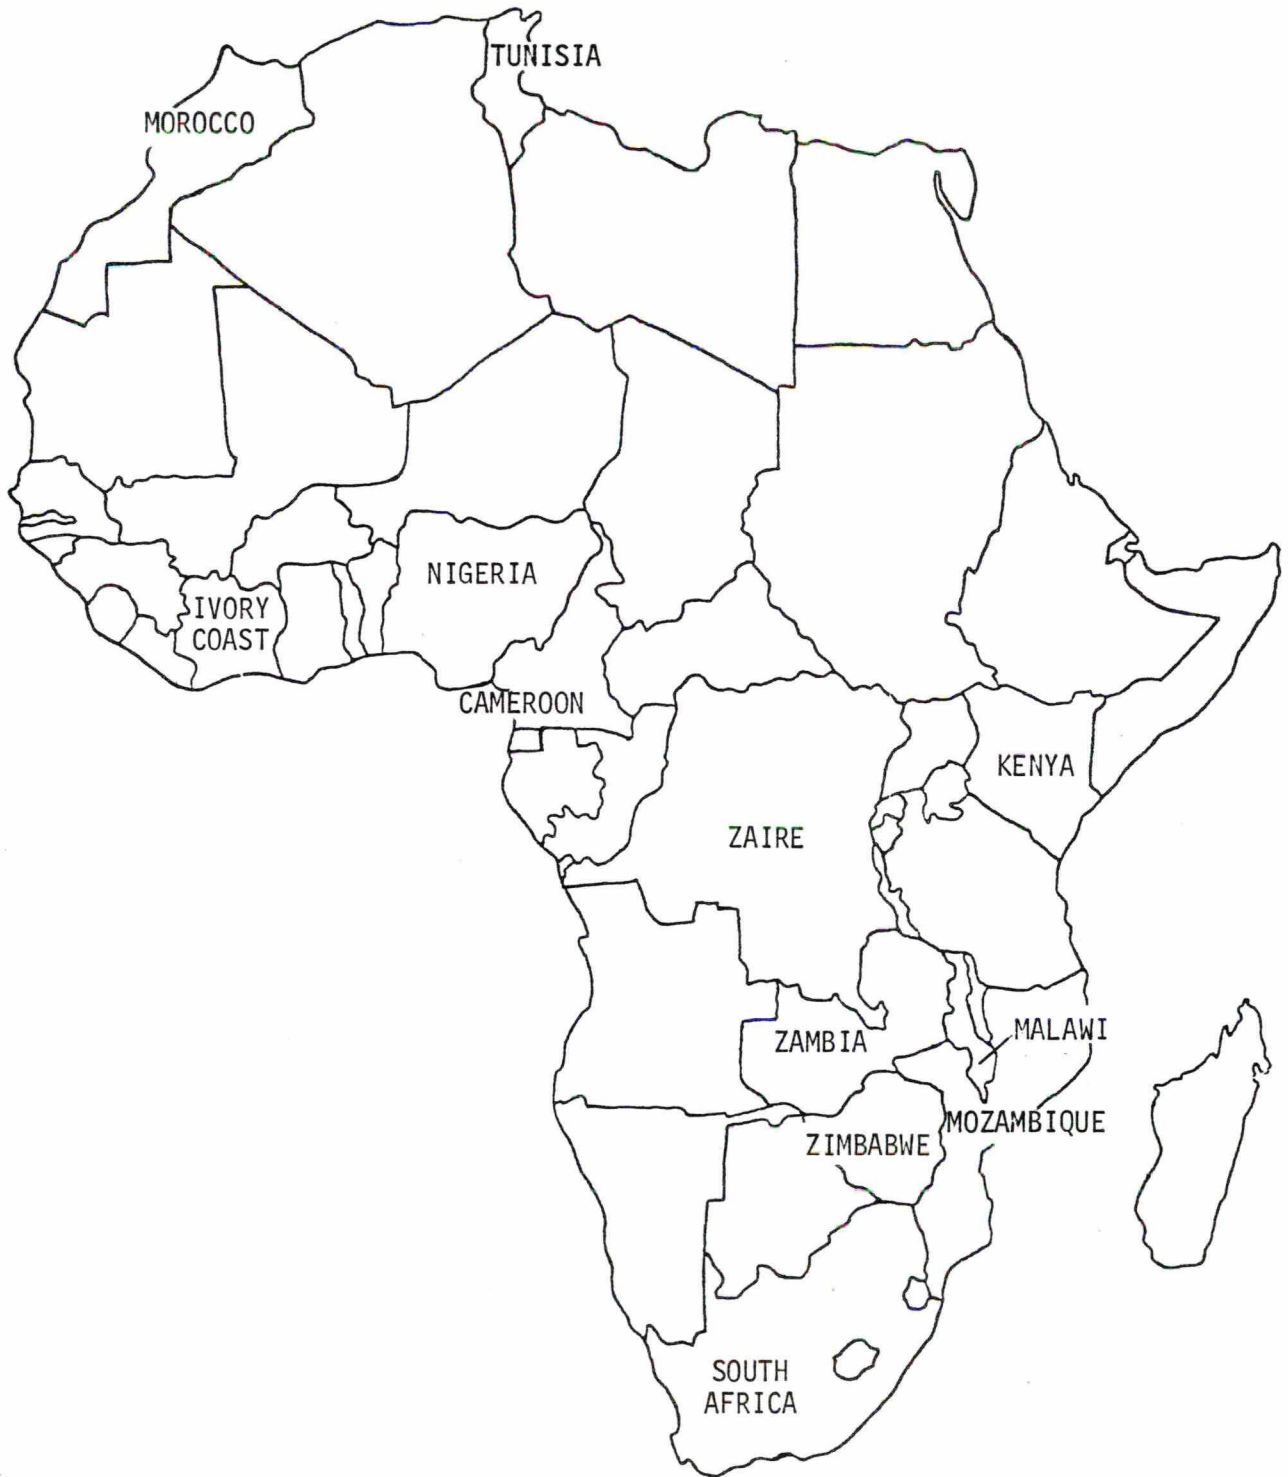 TUNISIA
MOROCCO
NIGERIA
IVORY
COAST
CAMEROON
KENYA
ZAIRE
MALAWI
ZAMBIA
MOZAMBIQUE
ZIMBABWE
SOUTH
AFRICA